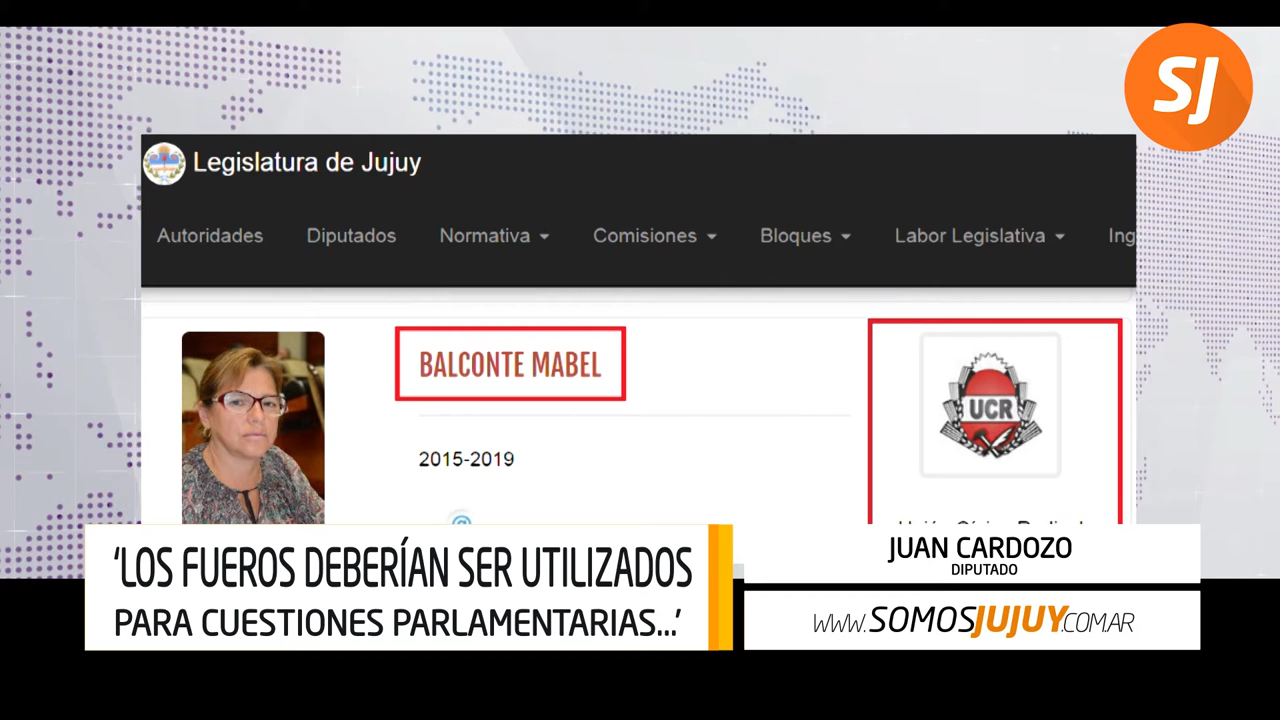 SJ
Legislatura de Jujuy
Autoridades Diputados Normativa Comisiones Bloques Labor Legislativa Ing
BALCONTE MABEL
UCR
2015-2019
@
‘LOS FUEROS DEBERÍAN SER UTILIZADOS
PARA CUESTIONES PARLAMENTARIAS...’
JUAN CARDOZO
DIPUTADO
WWW.SOMOSJUJUY.COM.AR